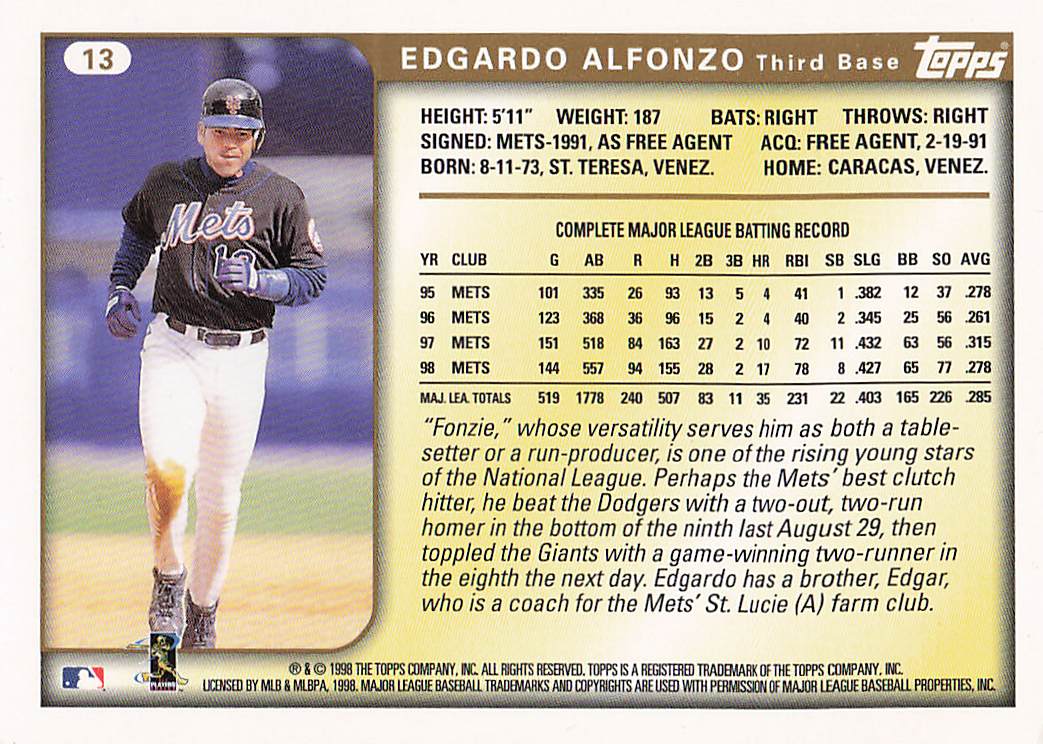 13
EDGARDO ALFONZO Third Base Topps®
HEIGHT: 5'11" WEIGHT: 187 BATS: RIGHT THROWS: RIGHT
SIGNED: METS-1991, AS FREE AGENT ACQ: FREE AGENT, 2-19-91
BORN: 8-11-73, ST. TERESA, VENEZ. HOME: CARACAS, VENEZ.
COMPLETE MAJOR LEAGUE BATTING RECORD
YR CLUB G AB R H 2B 3B HR RBI SB SLG BB SO AVG
95 METS 101 335 26 93 13 5 4 41 1 .382 12 37 .278
96 METS 123 368 36 96 15 2 4 40 2 .345 25 56 .261
97 METS 151 518 84 163 27 2 10 72 11 .432 63 56 .315
98 METS 144 557 94 155 28 2 17 78 8 .427 65 77 .278
MAJ. LEA. TOTALS 519 1778 240 507 83 11 35 231 22 .403 165 226 .285
"Fonzie," whose versatility serves him as both a table-
setter or a run-producer, is one of the rising young stars
of the National League. Perhaps the Mets' best clutch
hitter, he beat the Dodgers with a two-out, two-run
homer in the bottom of the ninth last August 29, then
toppled the Giants with a game-winning two-runner in
the eighth the next day. Edgardo has a brother, Edgar,
who is a coach for the Mets' St. Lucie (A) farm club.
Mets
13
PLAYERS
® & © 1998 THE TOPPS COMPANY, INC. ALL RIGHTS RESERVED. TOPPS IS A REGISTERED TRADEMARK OF THE TOPPS COMPANY, INC.
LICENSED BY MLB & MLBPA, 1998. MAJOR LEAGUE BASEBALL TRADEMARKS AND COPYRIGHTS ARE USED WITH PERMISSION OF MAJOR LEAGUE BASEBALL PROPERTIES, INC.